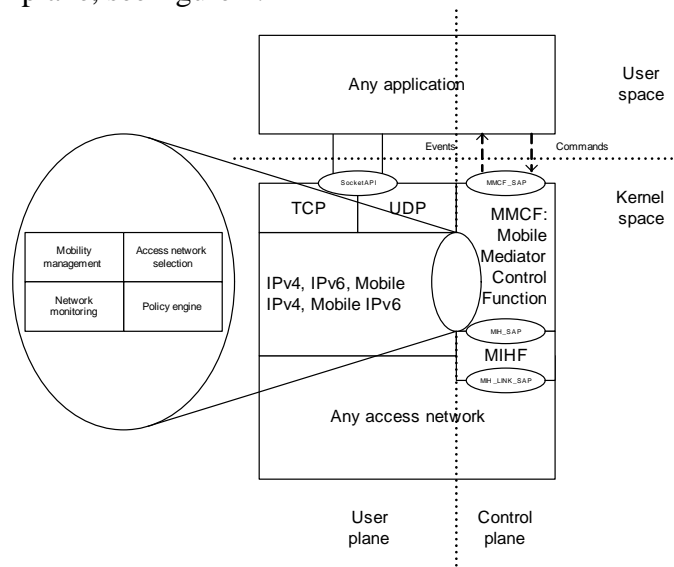 plane, see
Any application
User
space
Events
Commands
SocketAPI
MMCF_SAP
Kernel
space
TCP
UDP
MMCF:
Mobile
Mediator
Control
Function
Mobility
management
Access network
selection
Network
monitoring
Policy engine
IPv4, IPv6, Mobile
IPv4, Mobile IPv6
MIH_SAP
MIHF
MIH_LINK_SAP
Any access network
User
plane
Control
plane